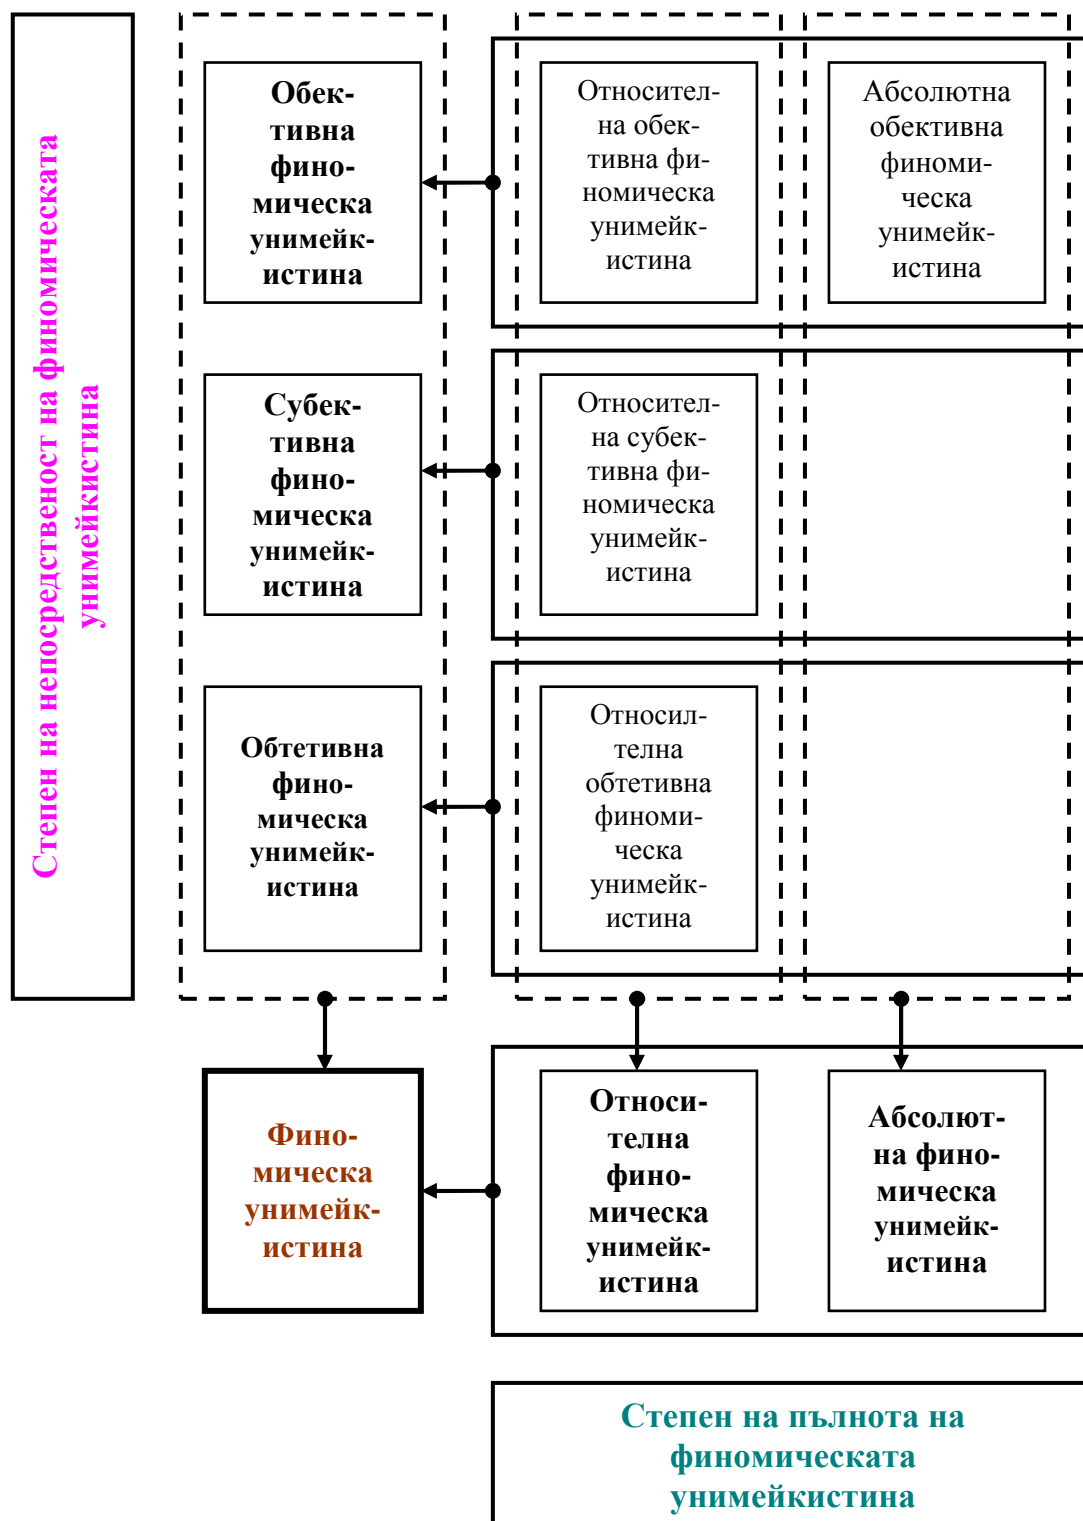 Степен на непосредственост на финомическата
унимейкистина
Обек-
тивна
фино-
мическа
унимейк-
истина
Относител-
на обек-
тивна фи-
номическа
унимейк-
истина
Абсолютна
обективна
финоми-
ческа
унимейк-
истина
Субек-
тивна
фино-
мическа
унимейк-
истина
Относител-
на субек-
тивна фи-
номическа
унимейк-
истина
Обтетивна
фино-
мическа
унимейк-
истина
Относил-
телна
обтетивна
финоми-
ческа
унимейк-
истина
Фино-
мическа
унимейк-
истина
Относи-
телна
фино-
мическа
унимейк-
истина
Абсолют-
на фино-
мическа
унимейк-
истина
Степен на пълнота на
финомическата
унимейкистина